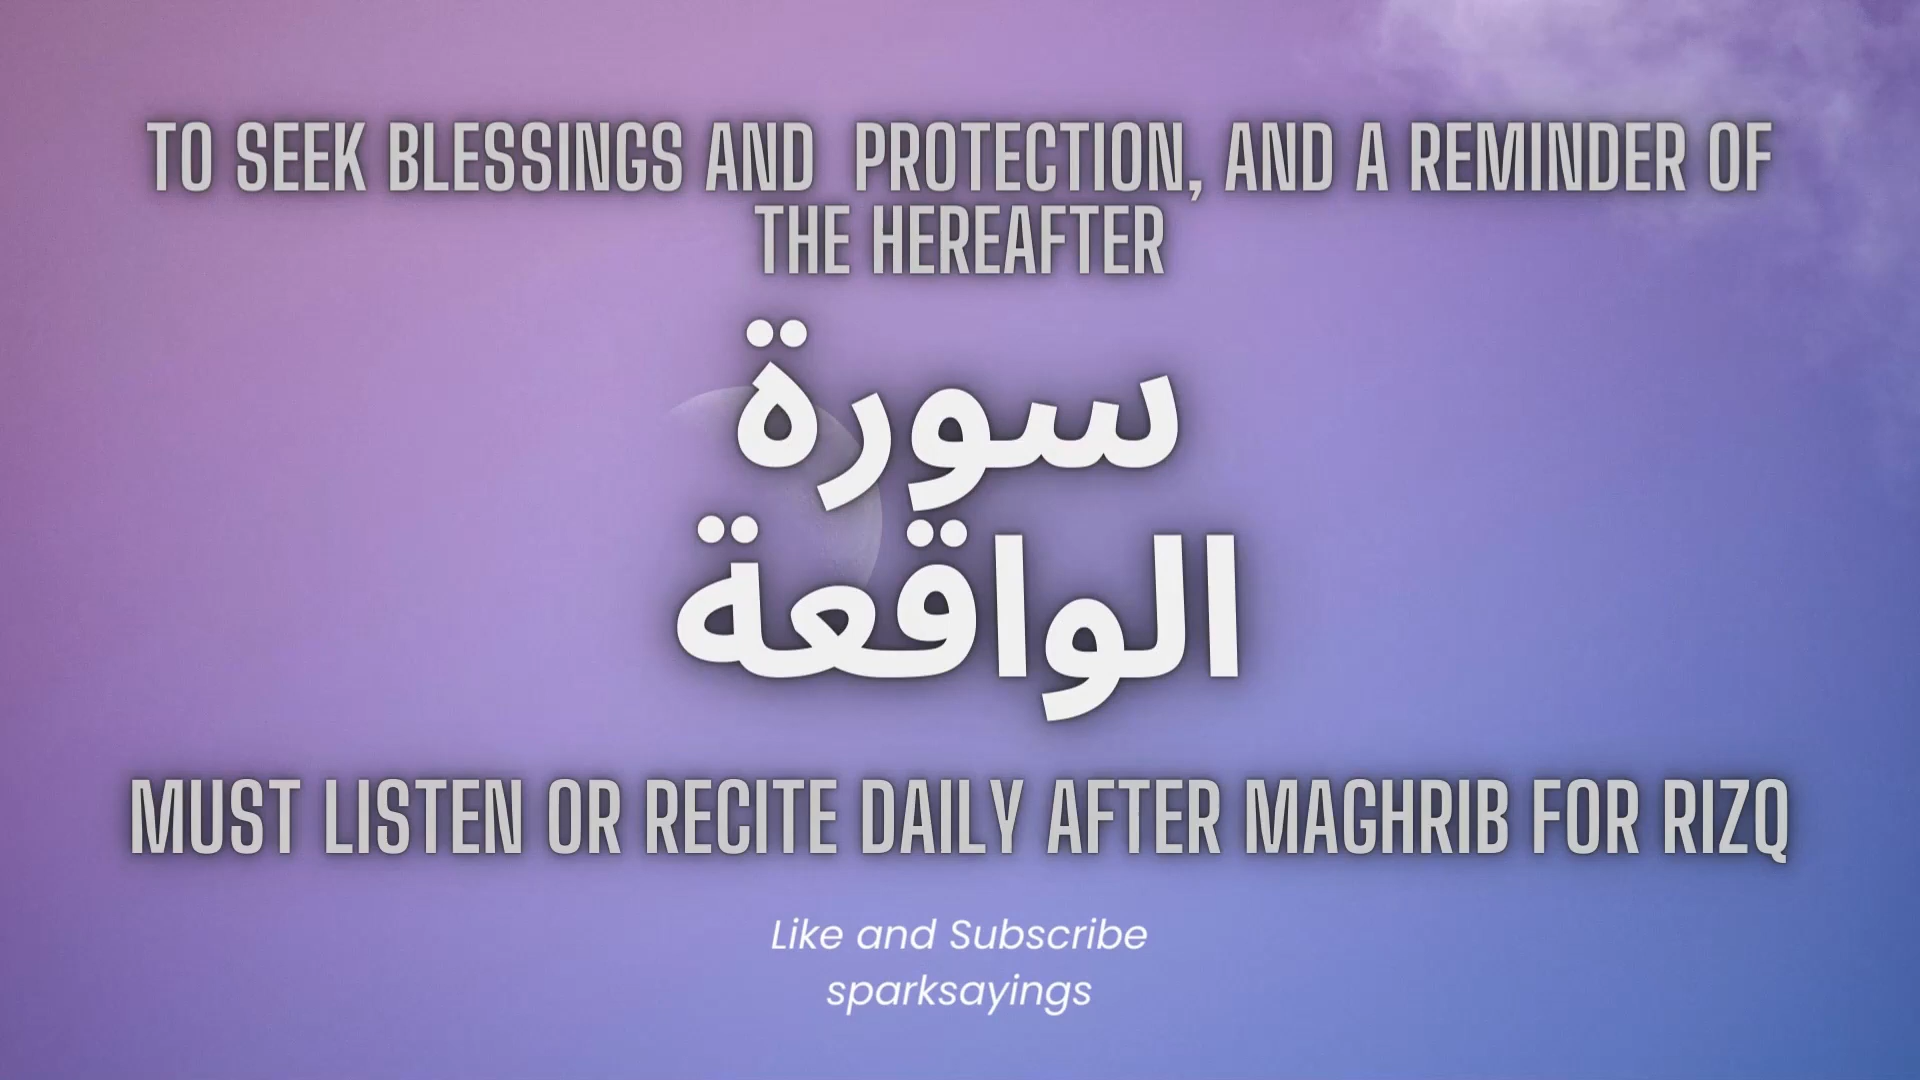 TO SEEK BLESSINGS AND PROTECTION, AND A REMINDER OF
THE HEREAFTER
سورة
الواقعة
MUST LISTEN OR RECITE DAILY AFTER MAGHRIB FOR RIZQ
Like and Subscribe
sparksayings